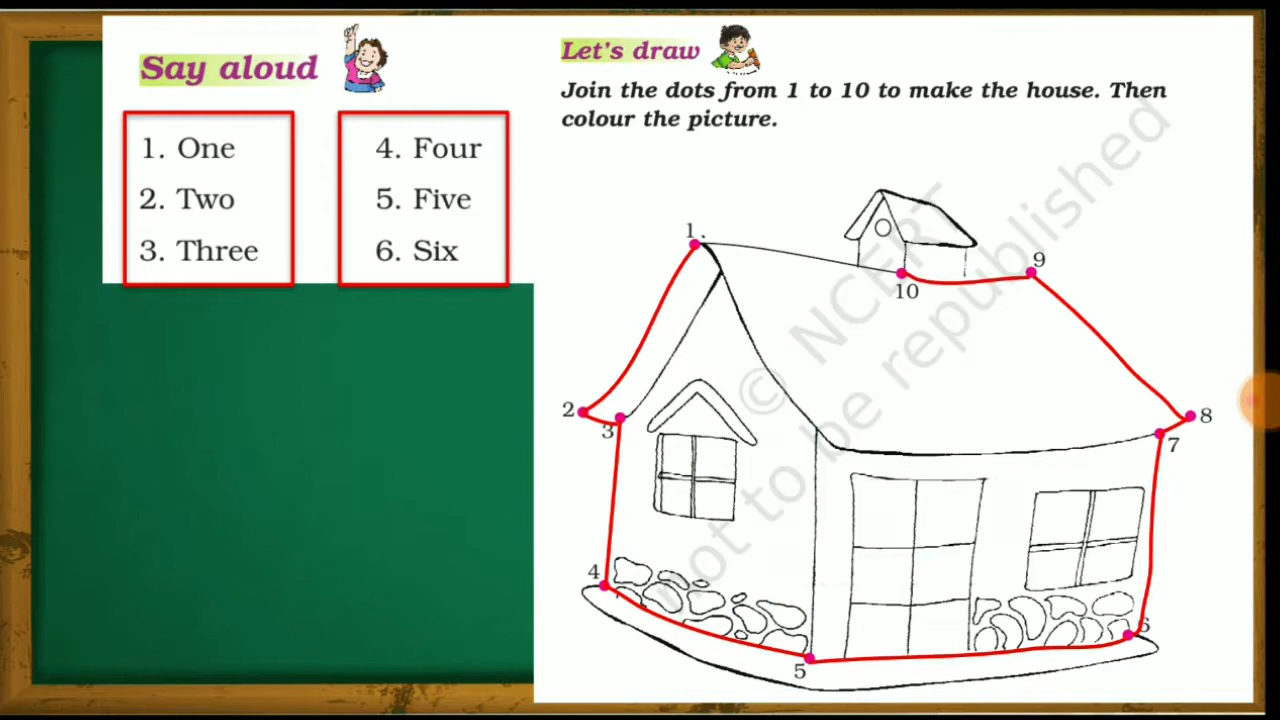 Say aloud
1. One
2. Two
3. Three
4. Four
5. Five
6. Six
Let's draw
Join the dots from 1 to 10 to make the house. Then
colour the picture.
1.
9
10
2
3
8
7
4
6
5
© NCERT
not to be republished